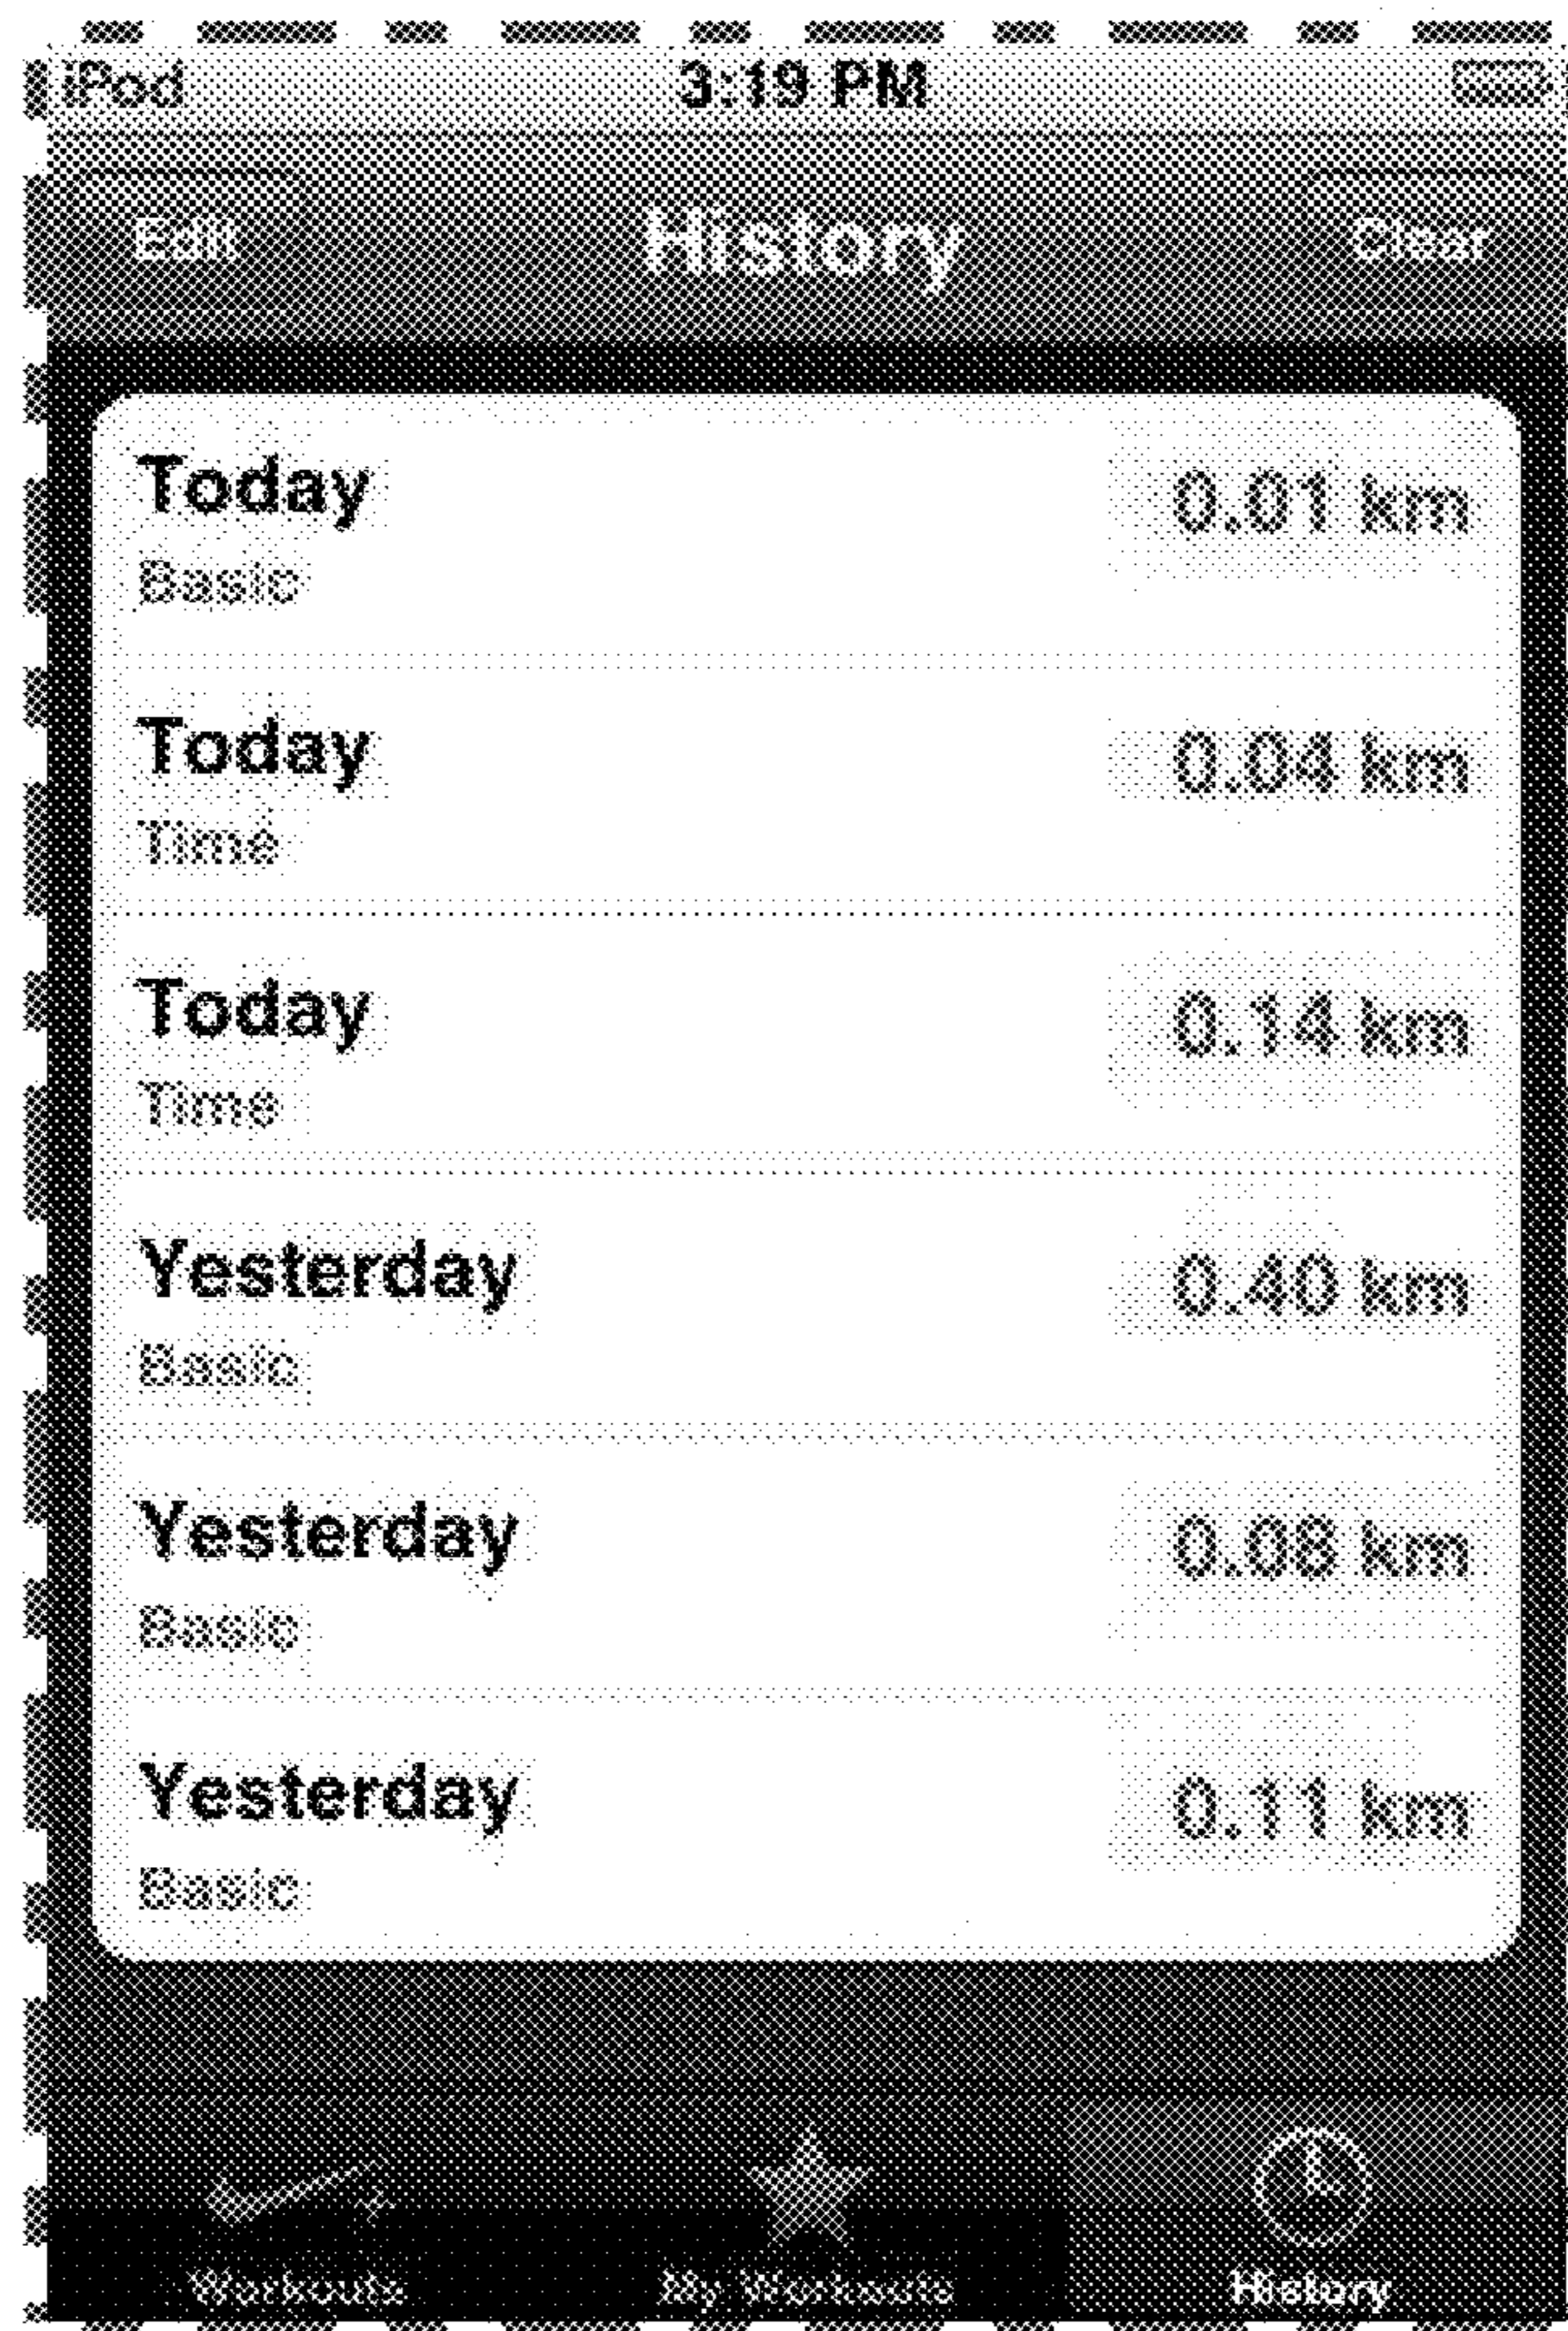 iPod 3:19 PM
Edit History Clear
Today 0.01 km
Basic
Today 0.04 km
Time
Today 0.14 km
Time
Yesterday 0.40 km
Basic
Yesterday 0.08 km
Basic
Yesterday 0.11 km
Basic
Workouts My Workouts History